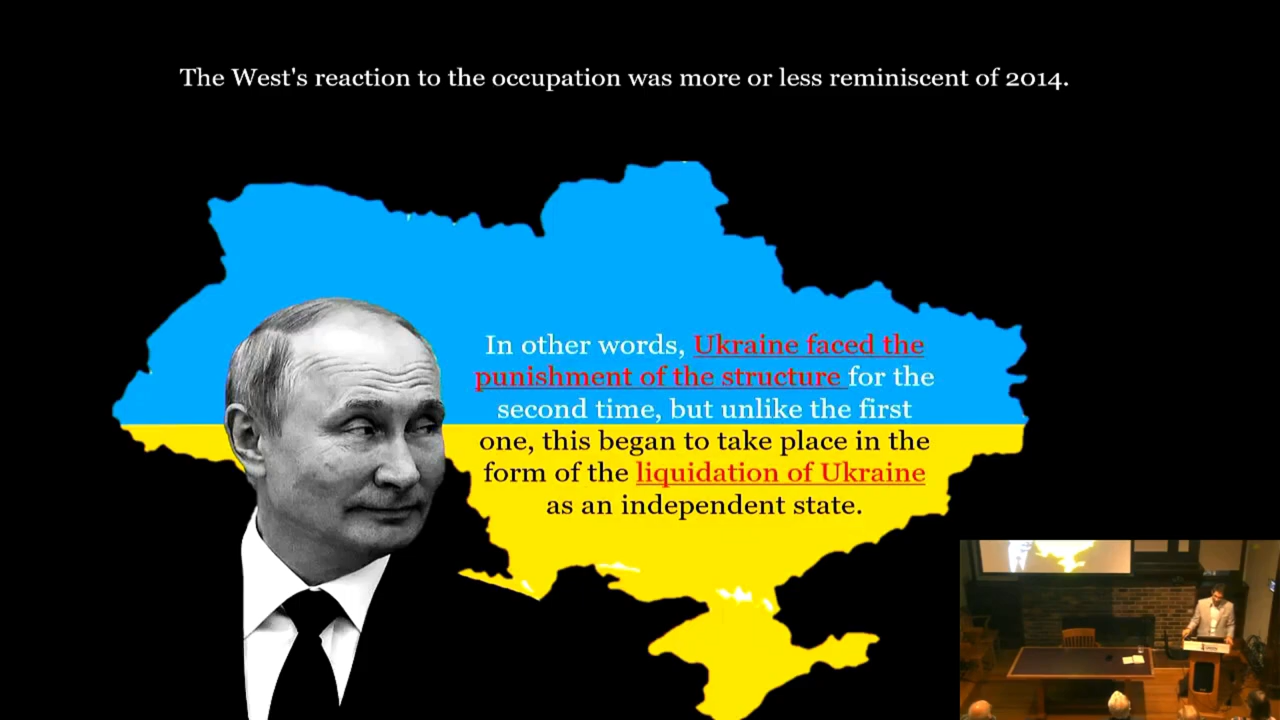 The West's reaction to the occupation was more or less reminiscent of 2014.
In other words, Ukraine faced the
punishment of the structure for the
second time, but unlike the first
one, this began to take place in the
form of the liquidation of Ukraine
as an independent state.